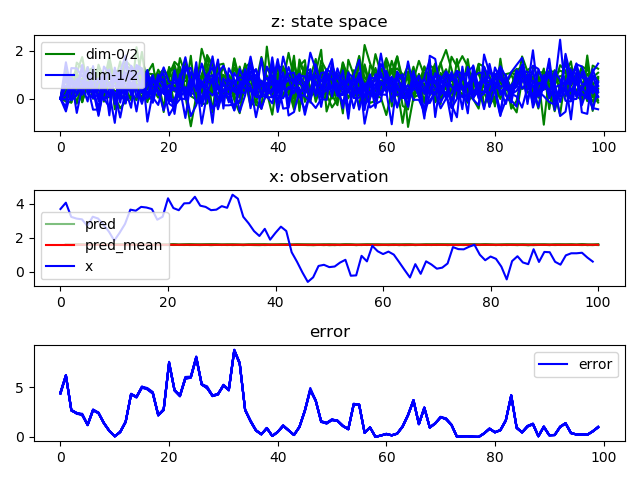 z: state space
2
0
dim-0/2
dim-1/2
0 20 40 60 80 100
x: observation
4
2
0
pred
pred_mean
x
0 20 40 60 80 100
error
5
0
error
0 20 40 60 80 100